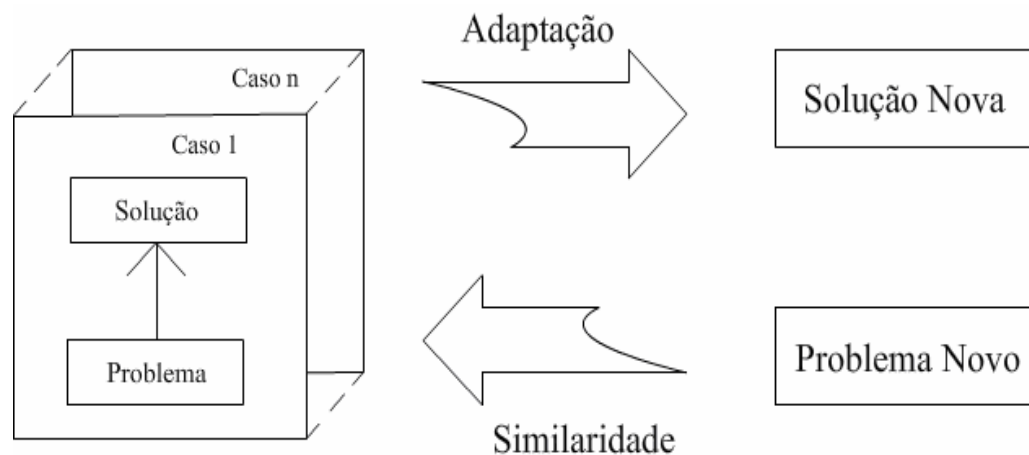 Adaptação
Caso n
Caso 1
Solução
Problema
Solução Nova
Problema Novo
Similaridade